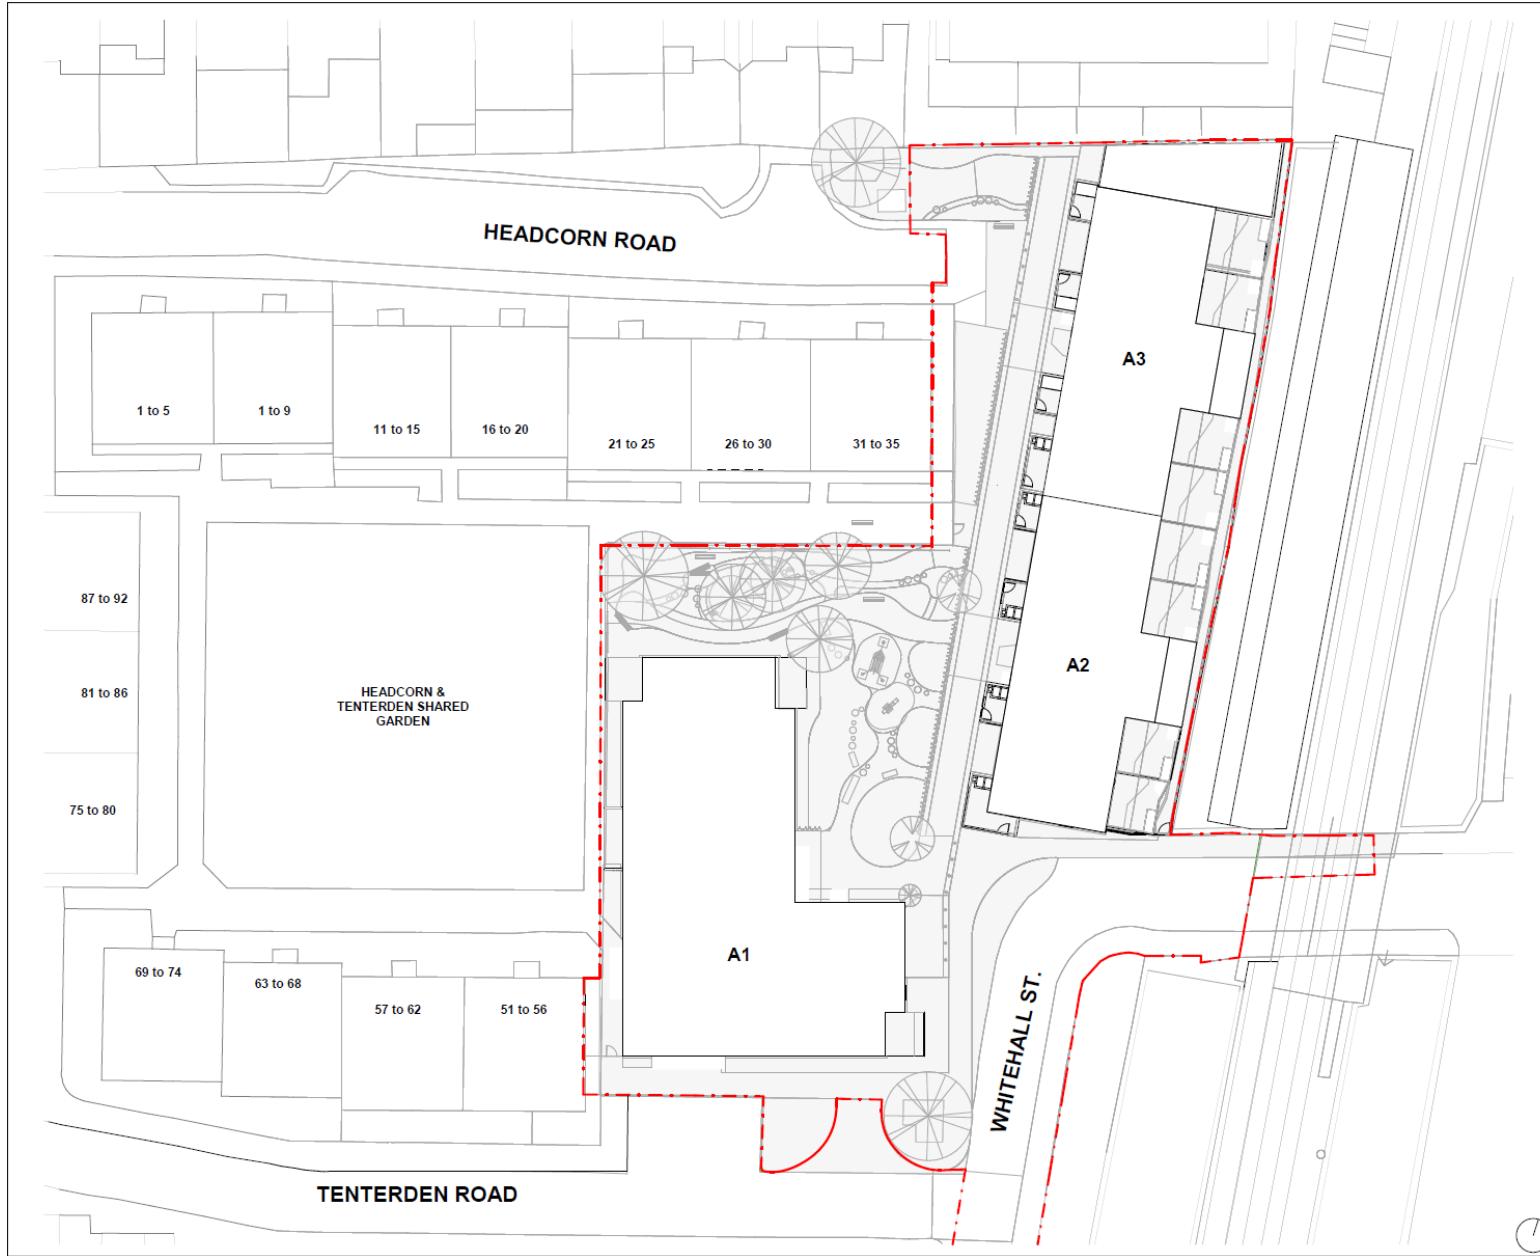 HEADCORN ROAD
A3
1 to 5
1 to 9
11 to 15
16 to 20
21 to 25
26 to 30
31 to 35
87 to 92
81 to 86
75 to 80
HEADCORN &
TENTERDEN SHARED
GARDEN
A2
A1
69 to 74
63 to 68
57 to 62
51 to 56
WHITEHALL ST.
TENTERDEN ROAD